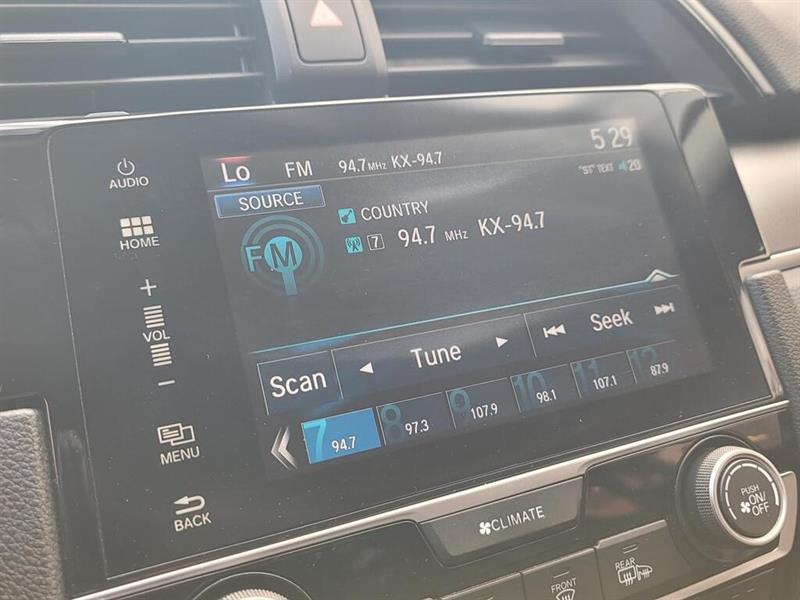 Lo FM 94.7 MHz KX-94.7 5:29
"ST" TEXT 20
SOURCE
COUNTRY
FM
7 94.7 MHz KX-94.7
Scan
Tune
Seek
7 94.7
8 97.3
9 107.9
10 98.1
11 107.1
12 87.9
AUDIO
HOME
+
VOL
−
MENU
BACK
CLIMATE
PUSH
ON/
OFF
FRONT
REAR